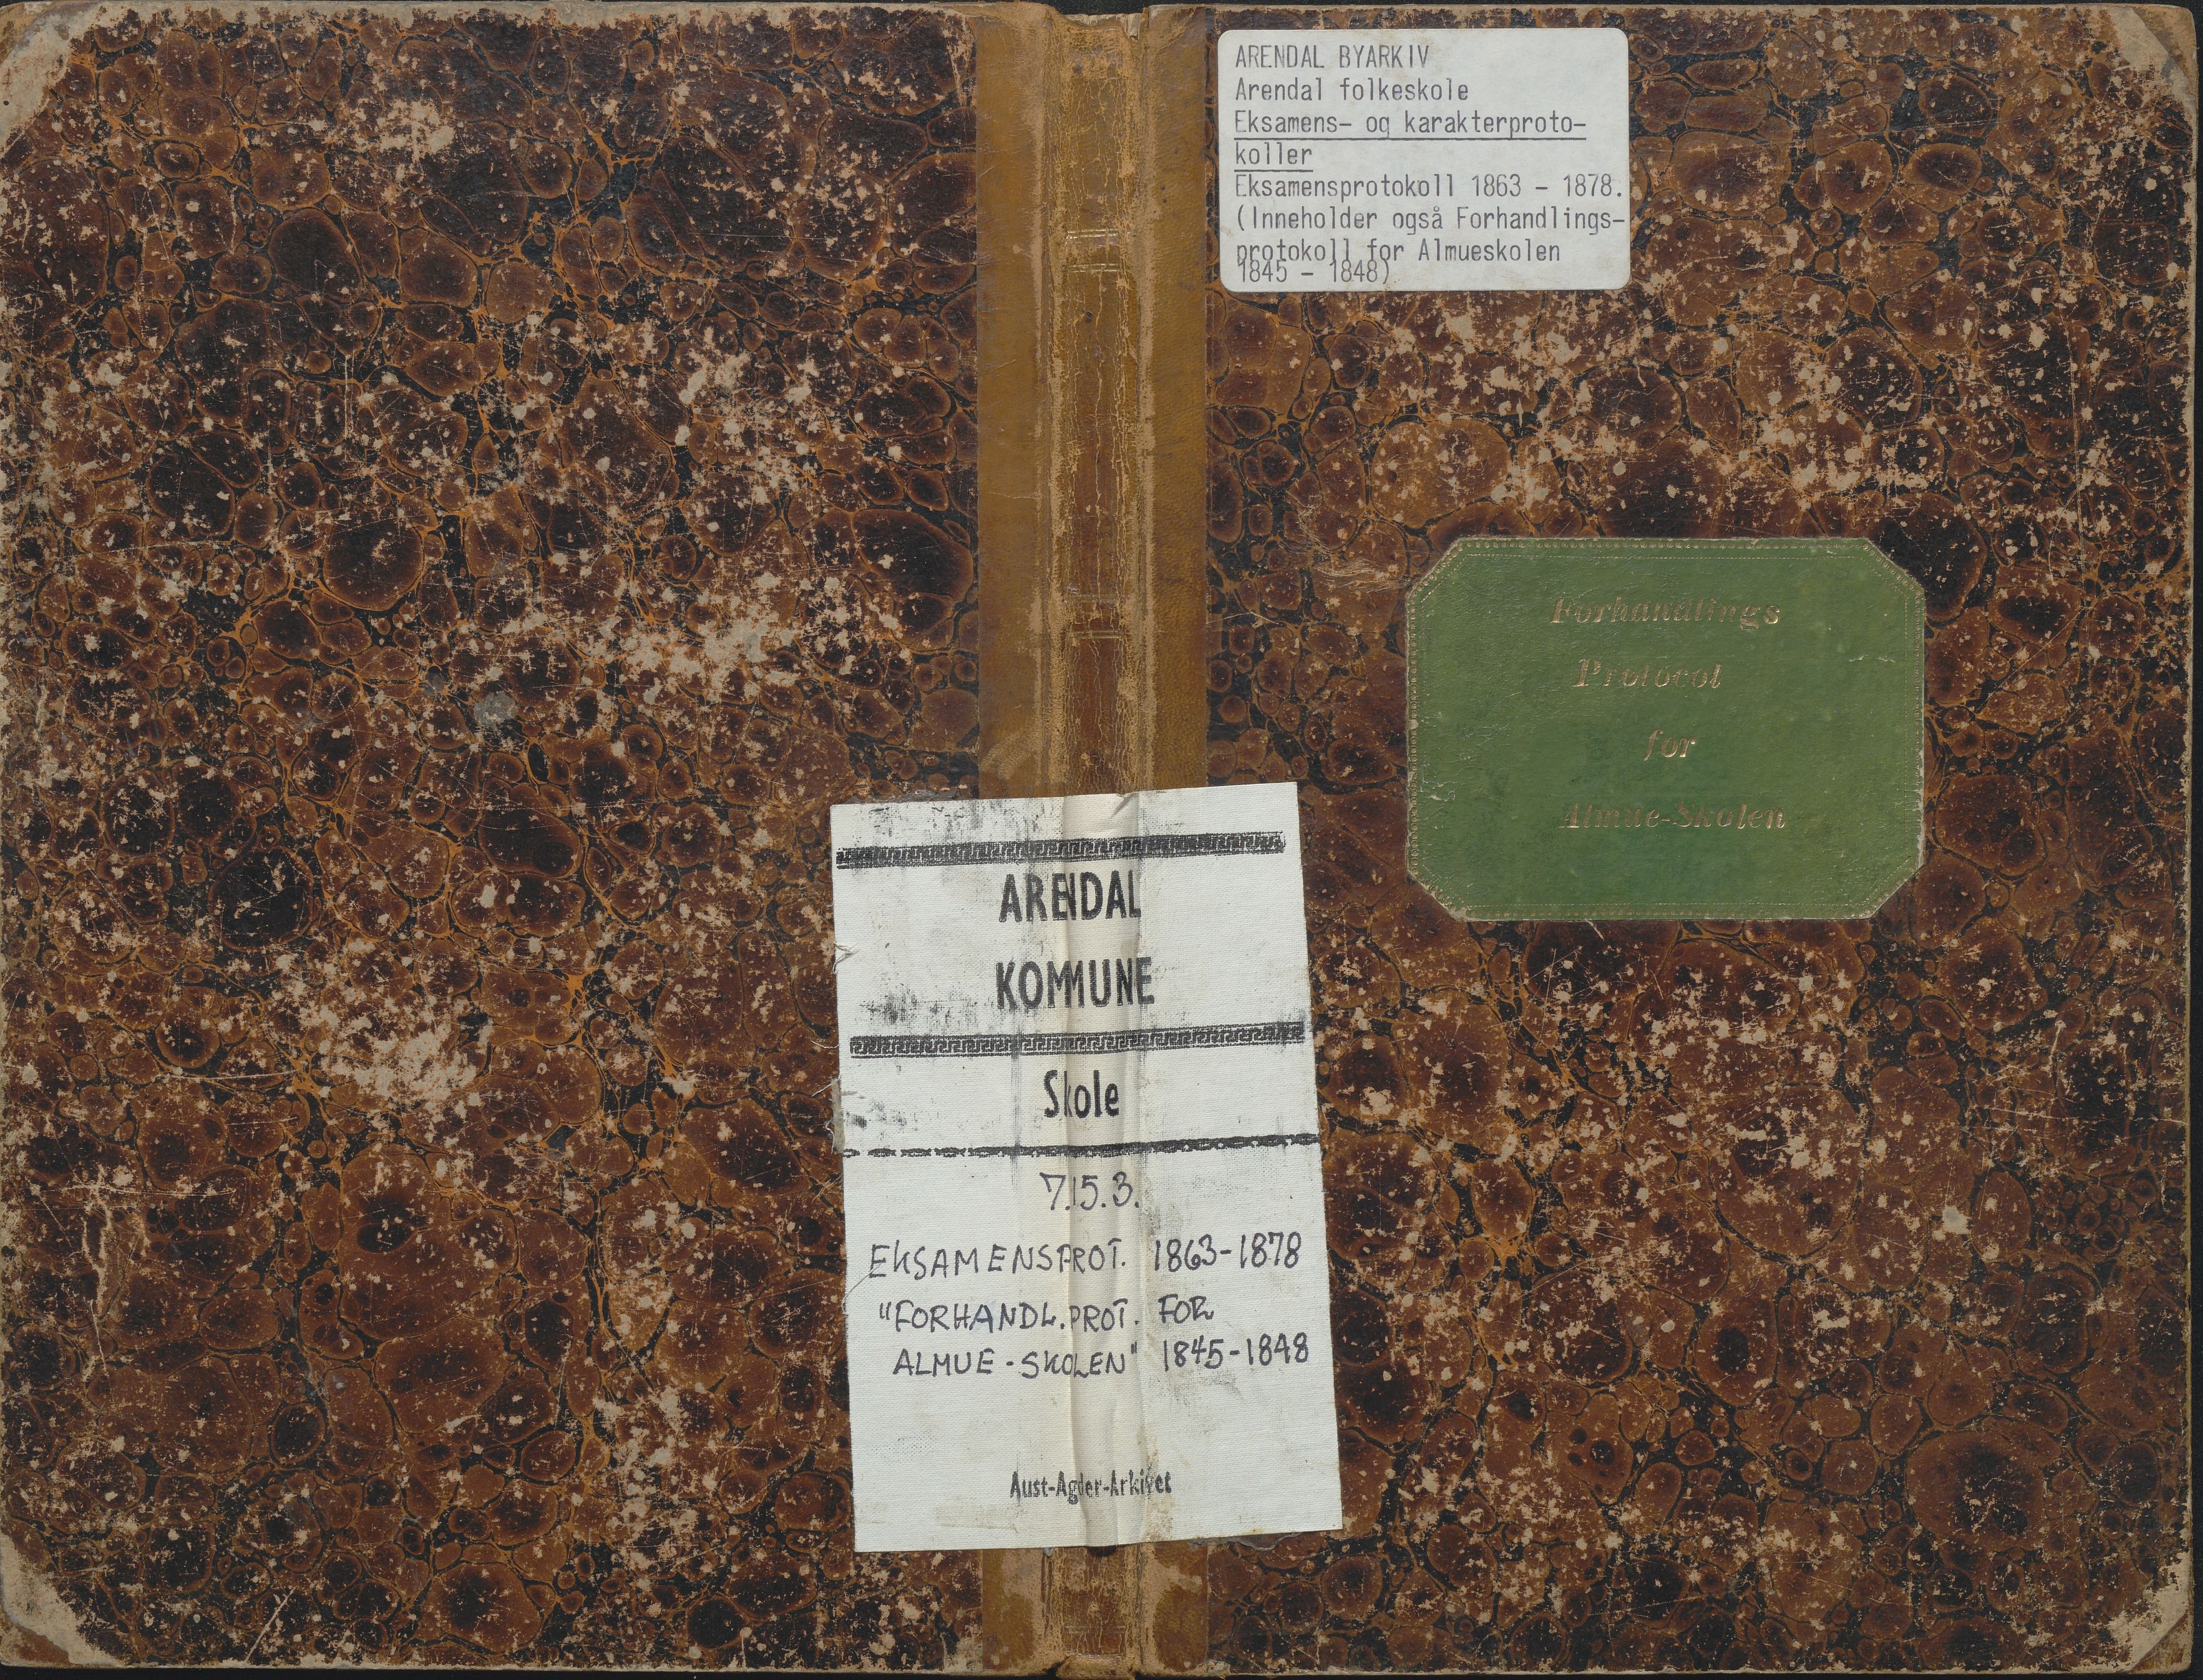 ARENDAL BYARKIV
Arendal folkeskole
Eksamens- og karakterproto-
koller
Eksamensprotokoll 1863 - 1878.
(Inneholder også Forhandlings-
protokoll for Almueskolen
1845 - 1848)
Forhandlings
Protocol
for
Almue-Skolen
ARENDAL
KOMMUNE
Skole
7.15.3.
EKSAMENSPROT. 1863-1878
"FORHANDL.PROT. FOR
ALMUE-SKOLEN" 1845-1848
Aust-Agder-Arkivet